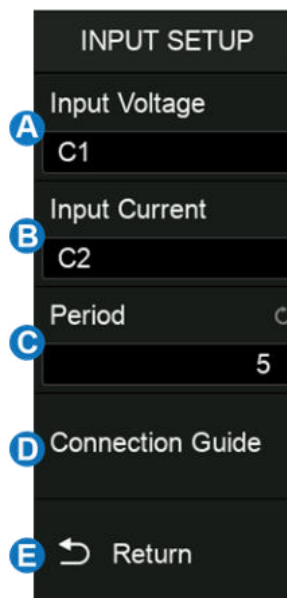 INPUT SETUP
Input Voltage
A
C1
Input Current
B
C2
Period
C
5
D Connection Guide
E Return